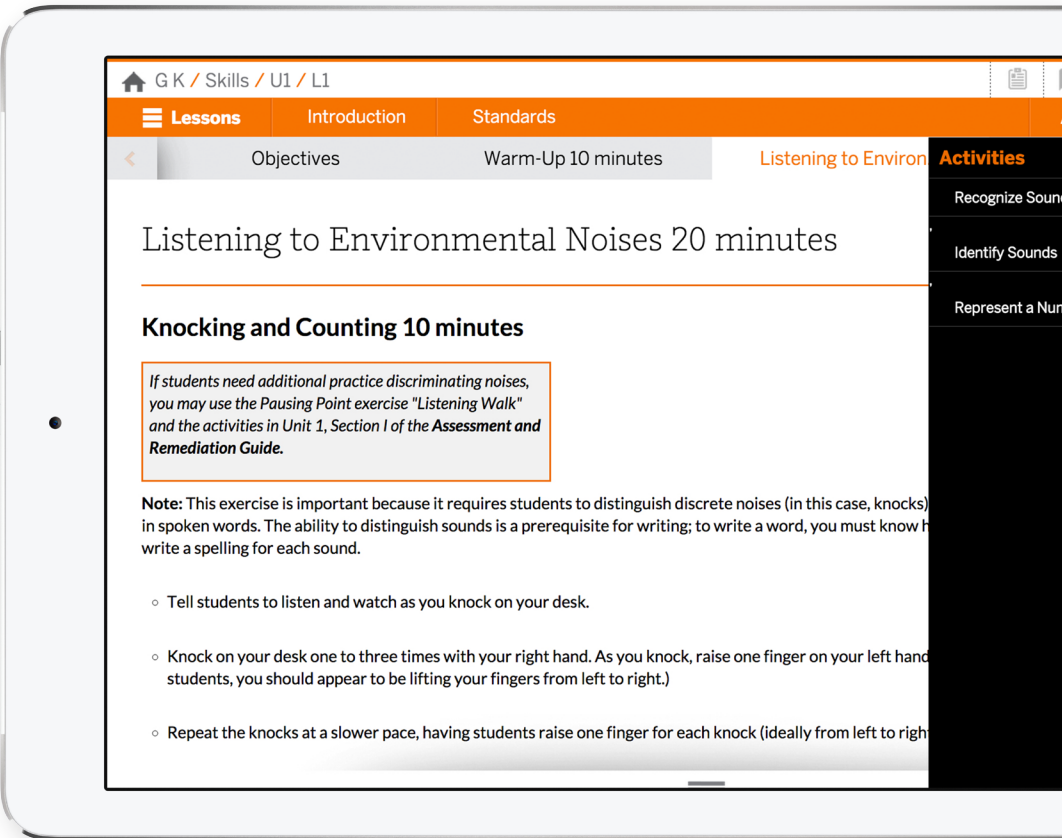 G K / Skills / U1 / L1
Lessons Introduction Standards
Objectives Warm-Up 10 minutes Listening to Environ
Activities
Recognize Soun
Identify Sounds
Represent a Nu
Listening to Environmental Noises 20 minutes
Knocking and Counting 10 minutes
If students need additional practice discriminating noises,
you may use the Pausing Point exercise "Listening Walk"
and the activities in Unit 1, Section I of the Assessment and
Remediation Guide.
Note: This exercise is important because it requires students to distinguish discrete noises (in this case, knocks)
in spoken words. The ability to distinguish sounds is a prerequisite for writing; to write a word, you must know h
write a spelling for each sound.
Tell students to listen and watch as you knock on your desk.
Knock on your desk one to three times with your right hand. As you knock, raise one finger on your left hand
students, you should appear to be lifting your fingers from left to right.)
Repeat the knocks at a slower pace, having students raise one finger for each knock (ideally from left to righ